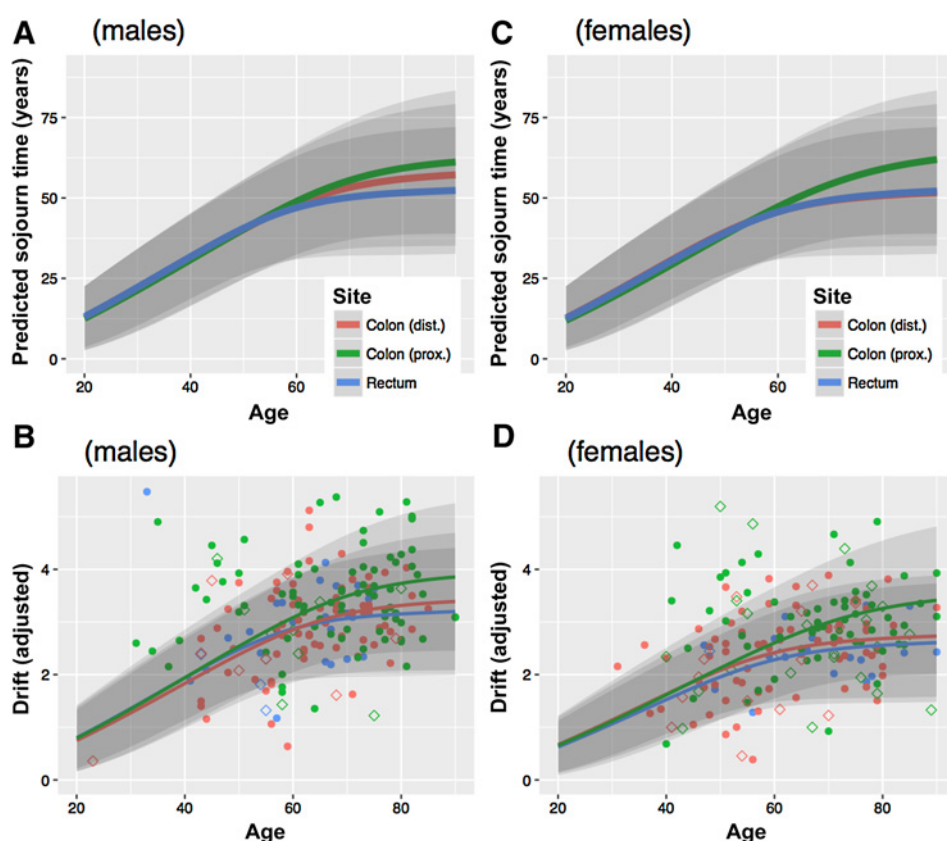 A (males)
Predicted sojourn time (years)
75
50
25
0
20 40 60
Age
Site
Colon (dist.)
Colon (prox.)
Rectum
C (females)
Predicted sojourn time (years)
75
50
25
0
20 40 60
Age
Site
Colon (dist.)
Colon (prox.)
Rectum
B (males)
Drift (adjusted)
4
2
0
20 40 60 80
Age
D (females)
Drift (adjusted)
4
2
0
20 40 60 80
Age